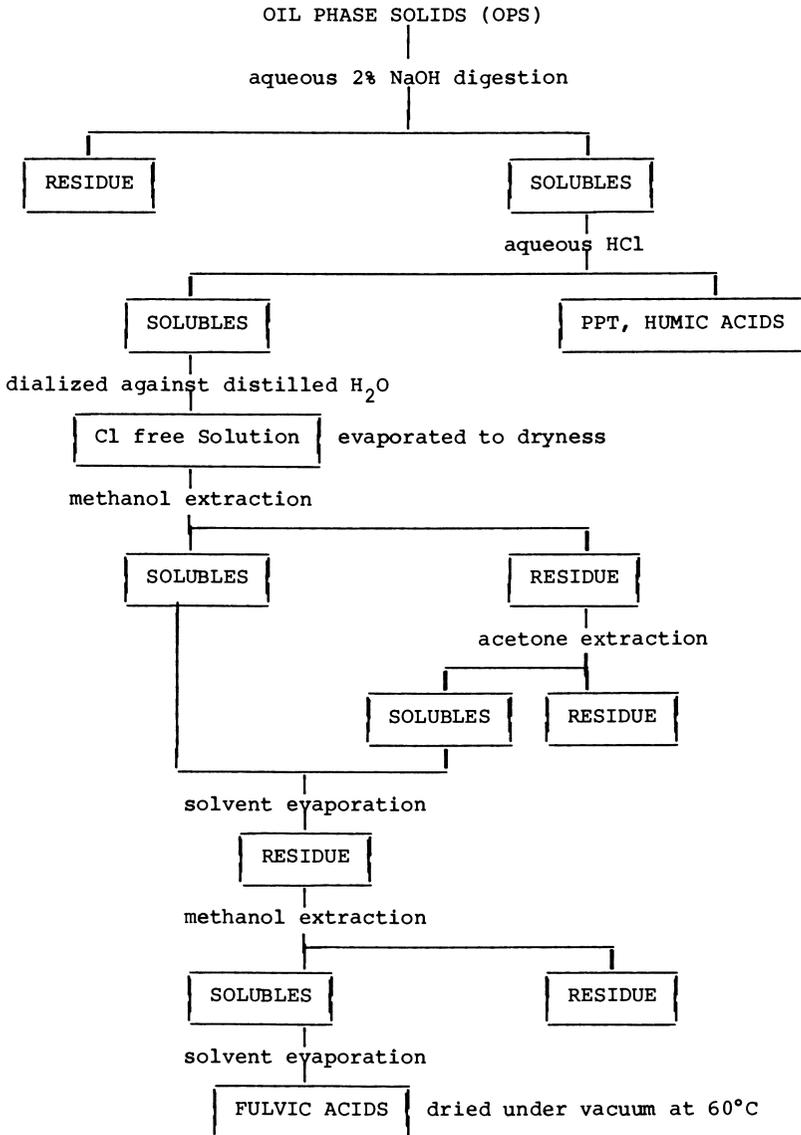 OIL PHASE SOLIDS (OPS)
aqueous 2% NaOH digestion
RESIDUE
SOLUBLES
aqueous HCl
SOLUBLES
PPT, HUMIC ACIDS
dialized against distilled H₂O
Cl free Solution
evaporated to dryness
methanol extraction
SOLUBLES
RESIDUE
acetone extraction
SOLUBLES
RESIDUE
solvent evaporation
RESIDUE
methanol extraction
SOLUBLES
RESIDUE
solvent evaporation
FULVIC ACIDS
dried under vacuum at 60°C